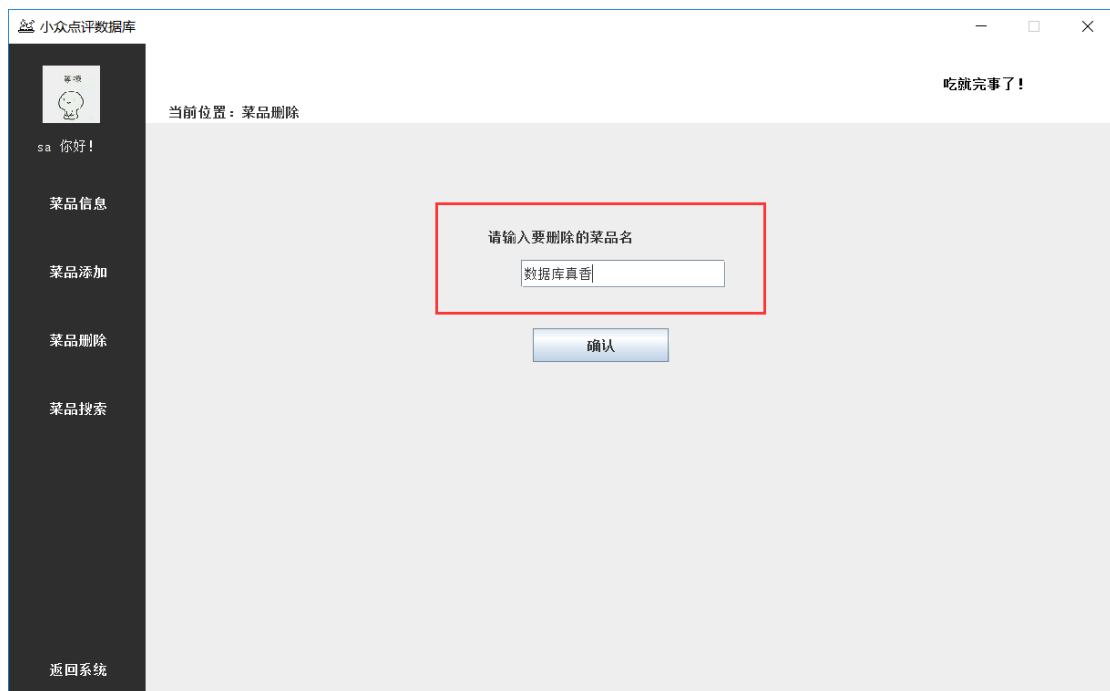 小众点评数据库
吃就完事了！
当前位置：菜品删除
sa 你好！
菜品信息
菜品添加
菜品删除
菜品搜索
返回系统
请输入要删除的菜品名
数据库真香
确认